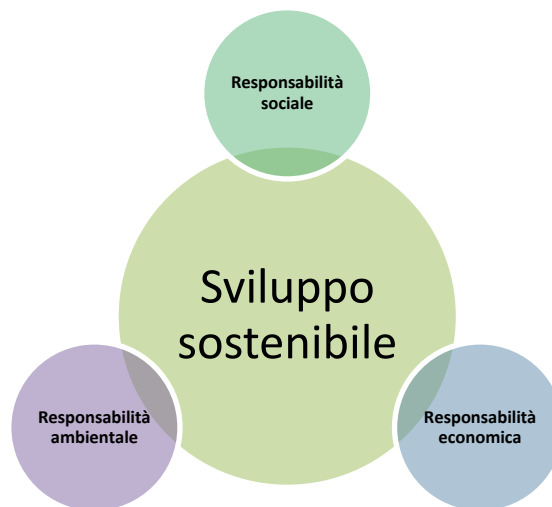 Responsabilità
sociale
Sviluppo
sostenibile
Responsabilità
ambientale
Responsabilità
economica